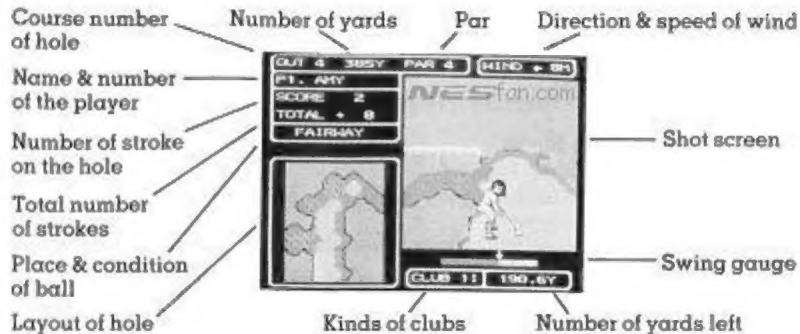 Course number
of hole
Number of yards
Par
Direction & speed of wind
Name & number
of the player
Number of stroke
on the hole
Total number
of strokes
Place & condition
of ball
Layout of hole
OUT 4 385Y PAR 4
WIND ← 8M
P1. AMY
SCORE 2
TOTAL + 8
FAIRWAY
NESfan.com
Shot screen
Swing gauge
CLUB 1I
190.6Y
Kinds of clubs
Number of yards left